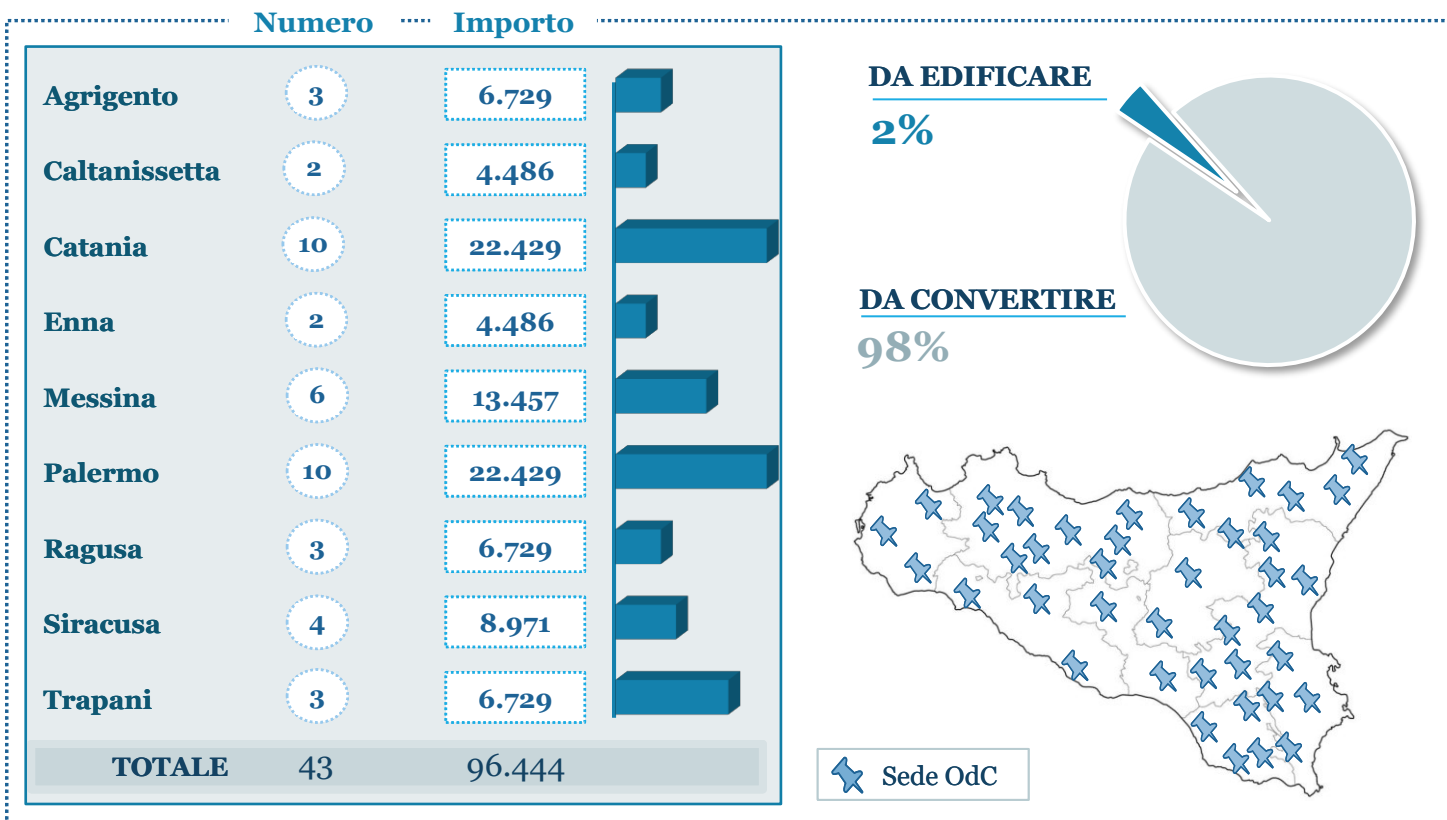 Numero Importo
Agrigento 3 6.729
Caltanissetta 2 4.486
Catania 10 22.429
Enna 2 4.486
Messina 6 13.457
Palermo 10 22.429
Ragusa 3 6.729
Siracusa 4 8.971
Trapani 3 6.729
TOTALE 43 96.444
DA EDIFICARE
2%
DA CONVERTIRE
98%
Sede OdC